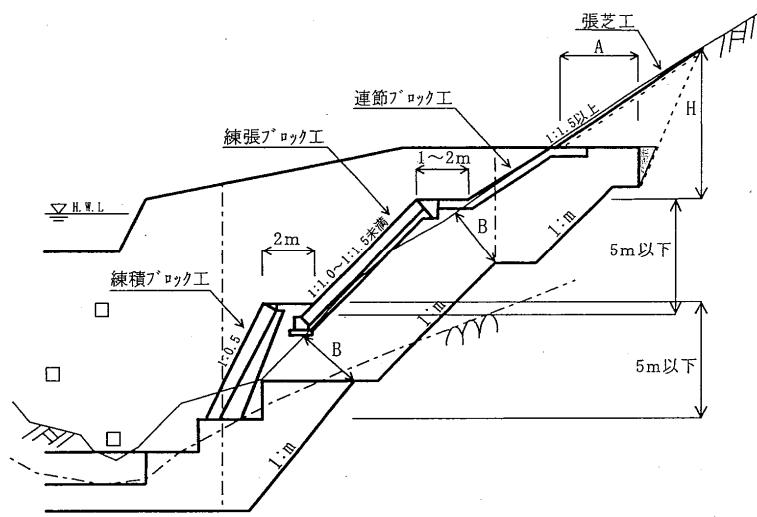 張芝工
A
連節ブロック工
H
1:1.5以上
練張ブロック工
1～2m
H.W.L
B
1:m
5m以下
2m
1:1.0～1:1.5未満
練積ブロック工
1:m
1:0.5
B
5m以下
1:m